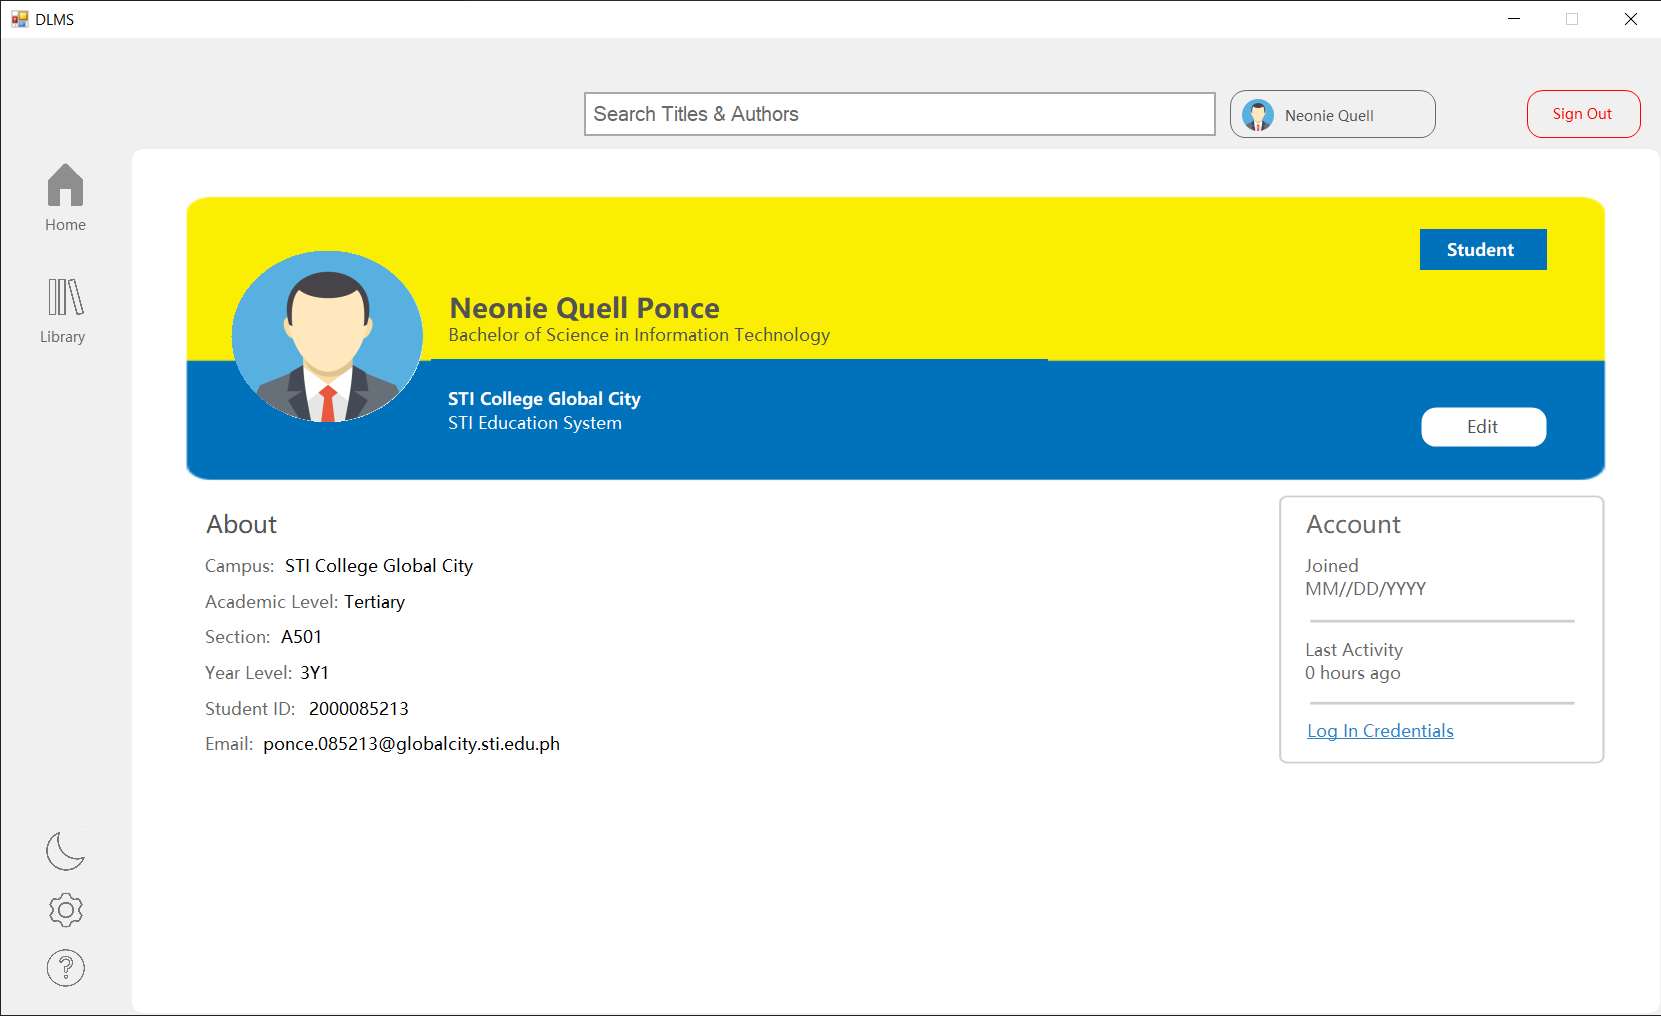 DLMS
Search Titles & Authors
Neonie Quell
Sign Out
Home
Library
Student
Neonie Quell Ponce
Bachelor of Science in Information Technology
STI College Global City
STI Education System
Edit
About
Campus: STI College Global City
Academic Level: Tertiary
Section: A501
Year Level: 3Y1
Student ID: 2000085213
Email: ponce.085213@globalcity.sti.edu.ph
Account
Joined
MM//DD/YYYY
Last Activity
0 hours ago
Log In Credentials
?